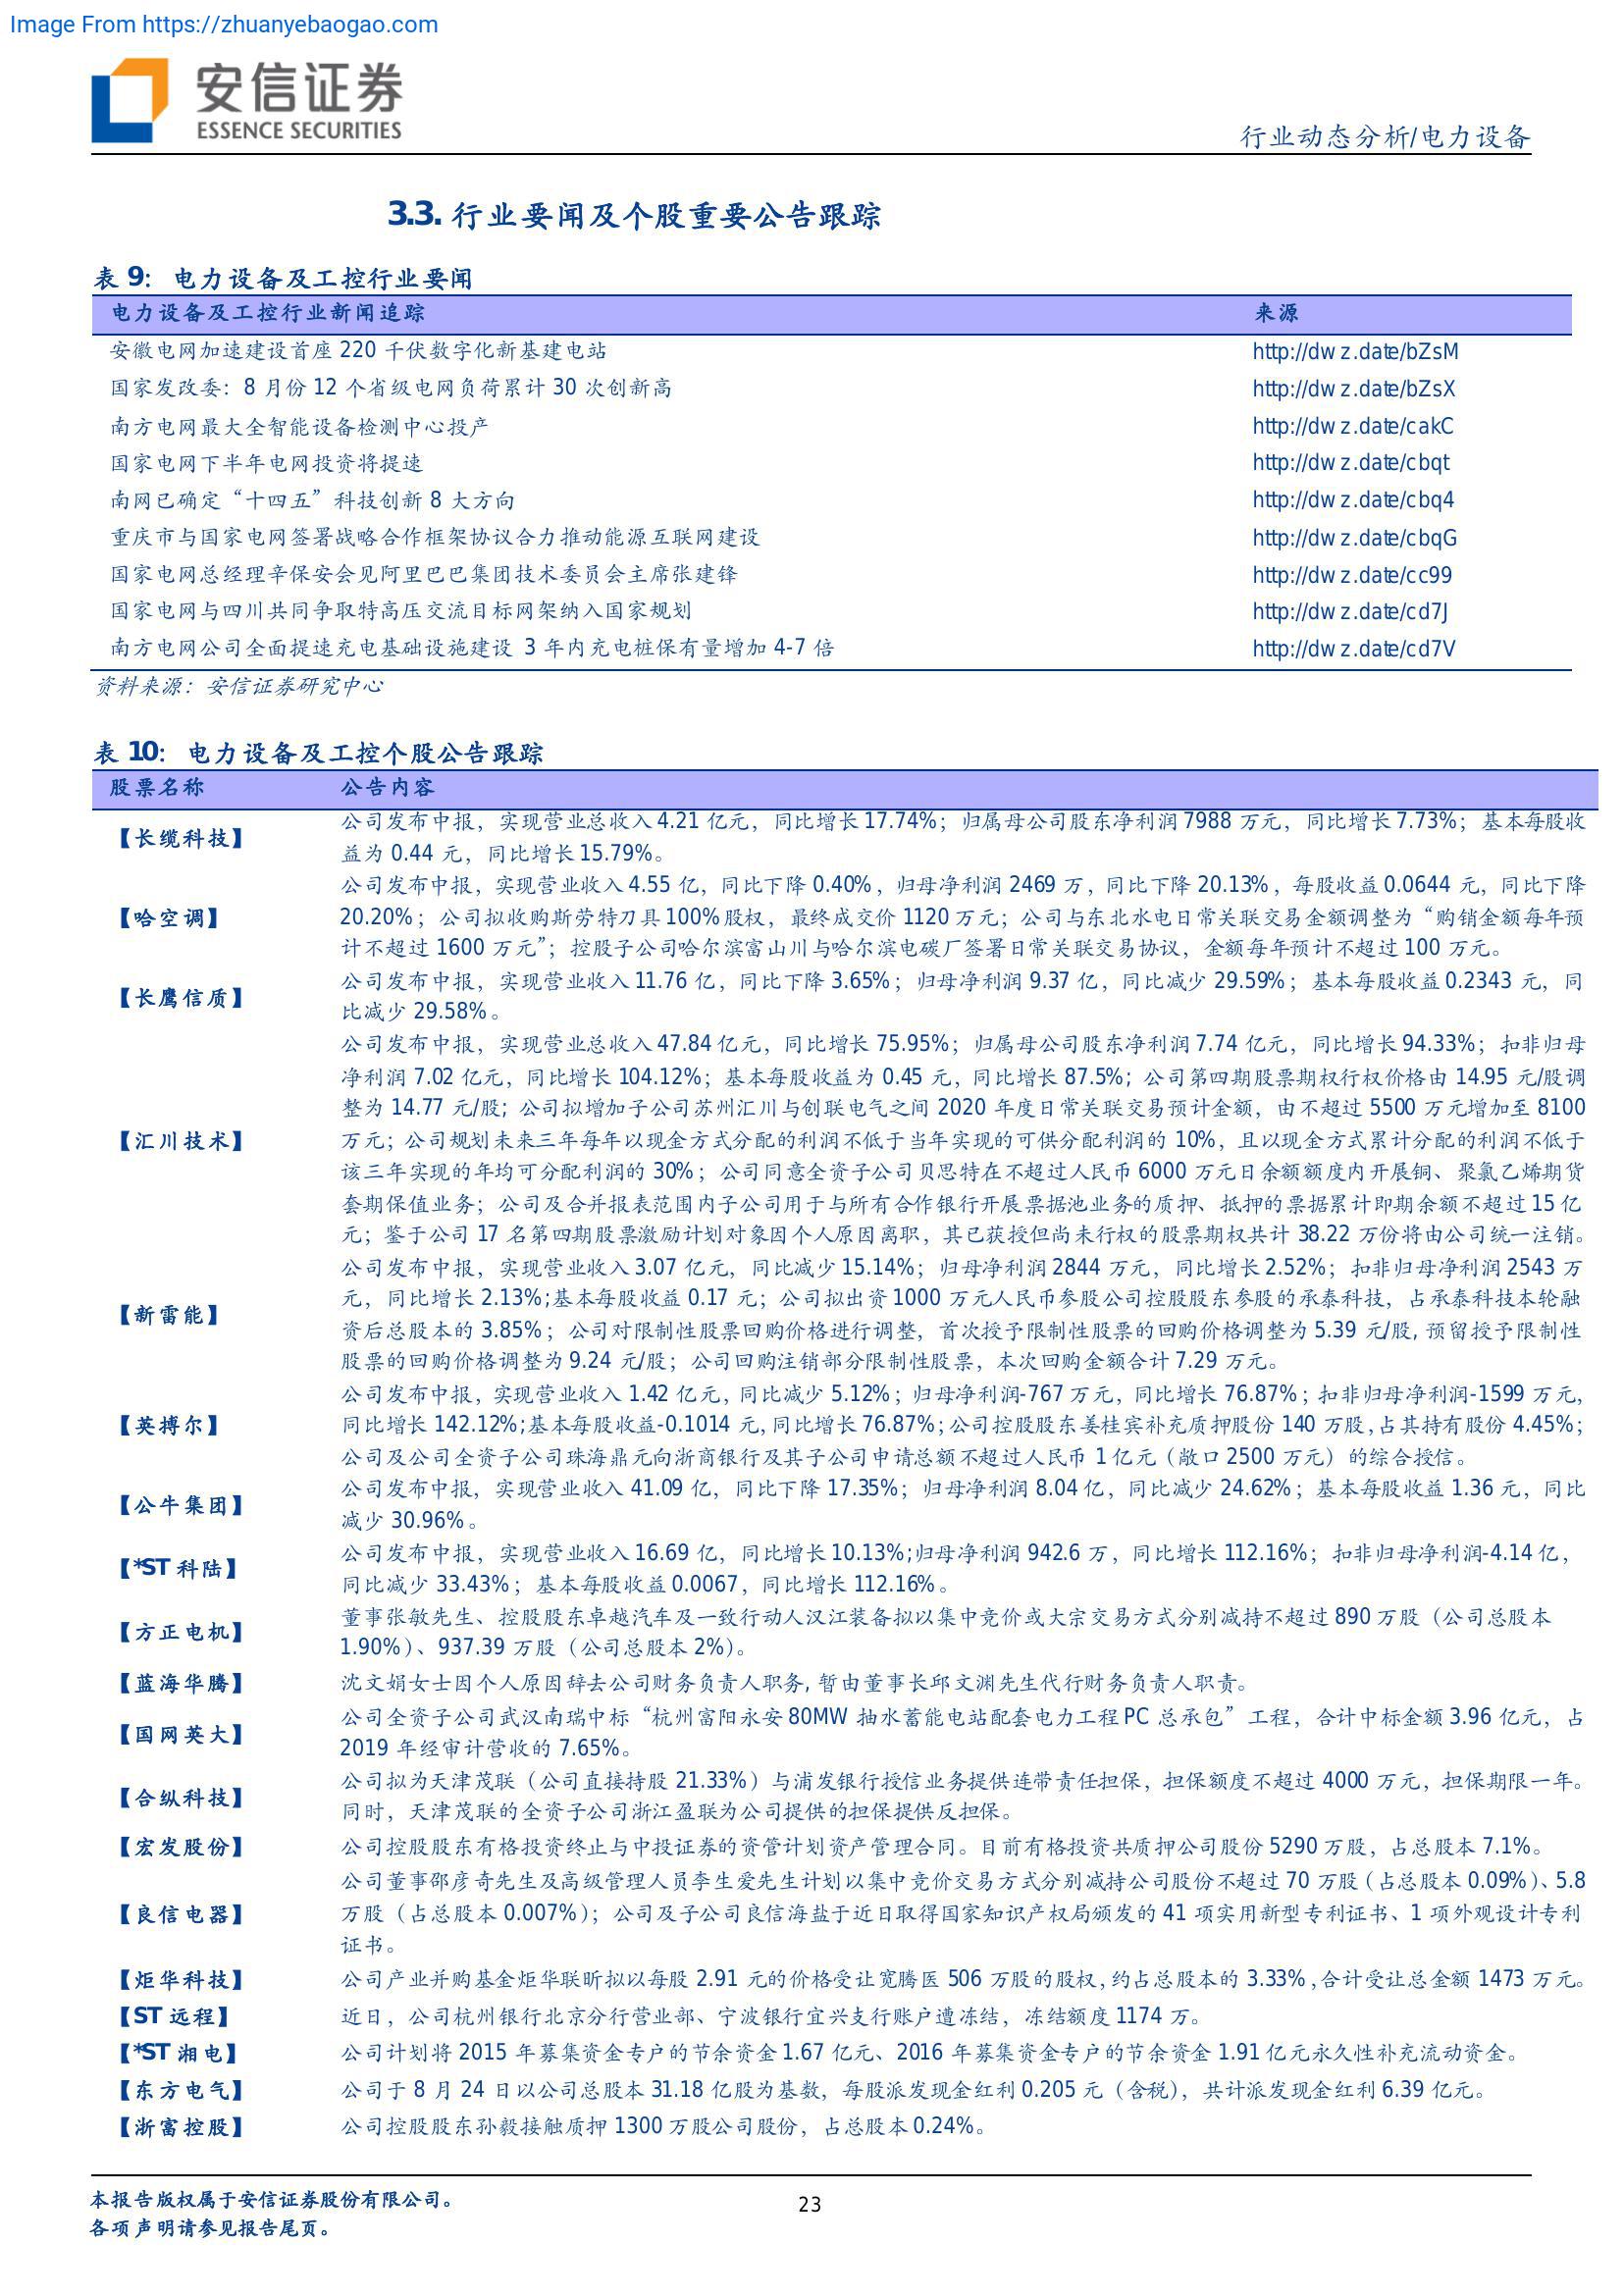 Image From https://zhuanyebaogao.com
安信证券
ESSENCE SECURITIES
行业动态分析/电力设备
3.3. 行业要闻及个股重要公告跟踪
表 9：电力设备及工控行业要闻
电力设备及工控行业新闻追踪 来源
安徽电网加速建设首座 220 千伏数字化新基建电站 http://dwz.date/bZsM
国家发改委：8 月份 12 个省级电网负荷累计 30 次创新高 http://dwz.date/bZsX
南方电网最大全智能设备检测中心投产 http://dwz.date/cakC
国家电网下半年电网投资将提速 http://dwz.date/cbqt
南网已确定“十四五”科技创新 8 大方向 http://dwz.date/cbq4
重庆市与国家电网签署战略合作框架协议合力推动能源互联网建设 http://dwz.date/cbqG
国家电网总经理辛保安会见阿里巴巴集团技术委员会主席张建锋 http://dwz.date/cc99
国家电网与四川共同争取特高压交流目标网架纳入国家规划 http://dwz.date/cd7J
南方电网公司全面提速充电基础设施建设 3 年内充电桩保有量增加 4-7 倍 http://dwz.date/cd7V
资料来源：安信证券研究中心
表 10：电力设备及工控个股公告跟踪
股票名称 公告内容
【长缆科技】 公司发布中报，实现营业总收入 4.21 亿元，同比增长 17.74%；归属母公司股东净利润 7988 万元，同比增长 7.73%；基本每股收
益为 0.44 元，同比增长 15.79%。
公司发布中报，实现营业收入 4.55 亿，同比下降 0.40%，归母净利润 2469 万，同比下降 20.13%，每股收益 0.0644 元，同比下降
【哈空调】 20.20%；公司拟收购斯劳特刀具 100%股权，最终成交价 1120 万元；公司与东北水电日常关联交易金额调整为“购销金额每年预
计不超过 1600 万元”；控股子公司哈尔滨富山川与哈尔滨电碳厂签署日常关联交易协议，金额每年预计不超过 100 万元。
【长鹰信质】 公司发布中报，实现营业收入 11.76 亿，同比下降 3.65%；归母净利润 9.37 亿，同比减少 29.59%；基本每股收益 0.2343 元，同
比减少 29.58%。
公司发布中报，实现营业总收入 47.84 亿元，同比增长 75.95%；归属母公司股东净利润 7.74 亿元，同比增长 94.33%；扣非归母
净利润 7.02 亿元，同比增长 104.12%；基本每股收益为 0.45 元，同比增长 87.5%；公司第四期股票期权行权价格由 14.95 元/股调
整为 14.77 元/股；公司拟增加子公司苏州汇川与创联电气之间 2020 年度日常关联交易预计金额，由不超过 5500 万元增加至 8100
【汇川技术】 万元；公司规划未来三年每年以现金方式分配的利润不低于当年实现的可供分配利润的 10%，且以现金方式累计分配的利润不低于
该三年实现的年均可分配利润的 30%；公司同意全资子公司贝思特在不超过人民币 6000 万元日余额额度内开展铜、聚氯乙烯期货
套期保值业务；公司及合并报表范围内子公司用于与所有合作银行开展票据池业务的质押、抵押的票据累计即期余额不超过 15 亿
元；鉴于公司 17 名第四期股票激励计划对象因个人原因离职，其已获授但尚未行权的股票期权共计 38.22 万份将由公司统一注销。
公司发布中报，实现营业收入 3.07 亿元，同比减少 15.14%；归母净利润 2844 万元，同比增长 2.52%；扣非归母净利润 2543 万
【新雷能】 元，同比增长 2.13%;基本每股收益 0.17 元；公司拟出资 1000 万元人民币参股公司控股股东参股的承泰科技，占承泰科技本轮融
资后总股本的 3.85%；公司对限制性股票回购价格进行调整，首次授予限制性股票的回购价格调整为 5.39 元/股,预留授予限制性
股票的回购价格调整为 9.24 元/股；公司回购注销部分限制性股票，本次回购金额合计 7.29 万元。
公司发布中报，实现营业收入 1.42 亿元，同比减少 5.12%；归母净利润-767 万元，同比增长 76.87%；扣非归母净利润-1599 万元,
【英搏尔】 同比增长 142.12%;基本每股收益-0.1014 元,同比增长 76.87%;公司控股股东姜桂宾补充质押股份 140 万股,占其持有股份 4.45%;
公司及公司全资子公司珠海鼎元向浙商银行及其子公司申请总额不超过人民币 1 亿元（敞口 2500 万元）的综合授信。
【公牛集团】 公司发布中报，实现营业收入 41.09 亿，同比下降 17.35%；归母净利润 8.04 亿，同比减少 24.62%；基本每股收益 1.36 元，同比
减少 30.96%。
【*ST 科陆】 公司发布中报，实现营业收入 16.69 亿，同比增长 10.13%;归母净利润 942.6 万，同比增长 112.16%；扣非归母净利润-4.14 亿，
同比减少 33.43%；基本每股收益 0.0067，同比增长 112.16%。
【方正电机】 董事张敏先生、控股股东卓越汽车及一致行动人汉江装备拟以集中竞价或大宗交易方式分别减持不超过 890 万股（公司总股本
1.90%）、937.39 万股（公司总股本 2%）。
【蓝海华腾】 沈文娟女士因个人原因辞去公司财务负责人职务,暂由董事长邱文渊先生代行财务负责人职责。
【国网英大】 公司全资子公司武汉南瑞中标“杭州富阳永安 80MW 抽水蓄能电站配套电力工程 PC 总承包”工程，合计中标金额 3.96 亿元，占
2019 年经审计营收的 7.65%。
【合纵科技】 公司拟为天津茂联（公司直接持股 21.33%）与浦发银行授信业务提供连带责任担保，担保额度不超过 4000 万元，担保期限一年。
同时，天津茂联的全资子公司浙江盈联为公司提供的担保提供反担保。
【宏发股份】 公司控股股东有格投资终止与中投证券的资管计划资产管理合同。目前有格投资共质押公司股份 5290 万股，占总股本 7.1%。
公司董事邵彦奇先生及高级管理人员李生爱先生计划以集中竞价交易方式分别减持公司股份不超过 70 万股（占总股本 0.09%）、5.8
【良信电器】 万股（占总股本 0.007%）；公司及子公司良信海盐于近日取得国家知识产权局颁发的 41 项实用新型专利证书、1 项外观设计专利
证书。
【炬华科技】 公司产业并购基金炬华联昕拟以每股 2.91 元的价格受让宽腾医 506 万股的股权,约占总股本的 3.33%,合计受让总金额 1473 万元。
【ST 远程】 近日，公司杭州银行北京分行营业部、宁波银行宜兴支行账户遭冻结，冻结额度 1174 万。
【*ST 湘电】 公司计划将 2015 年募集资金专户的节余资金 1.67 亿元、2016 年募集资金专户的节余资金 1.91 亿元永久性补充流动资金。
【东方电气】 公司于 8 月 24 日以公司总股本 31.18 亿股为基数，每股派发现金红利 0.205 元（含税），共计派发现金红利 6.39 亿元。
【浙富控股】 公司控股股东孙毅接触质押 1300 万股公司股份，占总股本 0.24%。
本报告版权属于安信证券股份有限公司。
23
各项声明请参见报告尾页。